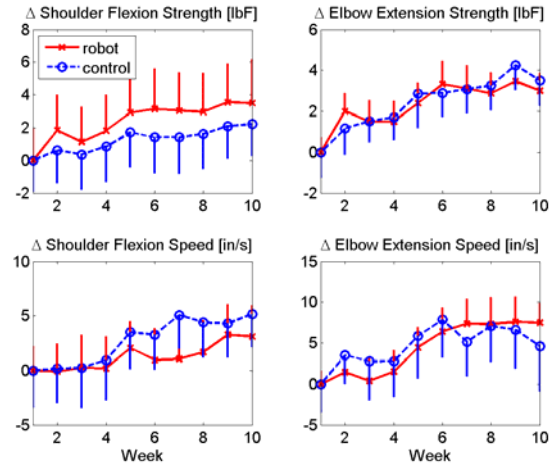 Δ Shoulder Flexion Strength [lbF]
8
6
4
2
0
-2
2 4 6 8 10
robot
control
Δ Elbow Extension Strength [lbF]
6
4
2
0
-2
2 4 6 8 10
Δ Shoulder Flexion Speed [in/s]
10
5
0
-5
2 4 6 8 10
Week
Δ Elbow Extension Speed [in/s]
15
10
5
0
-5
2 4 6 8 10
Week